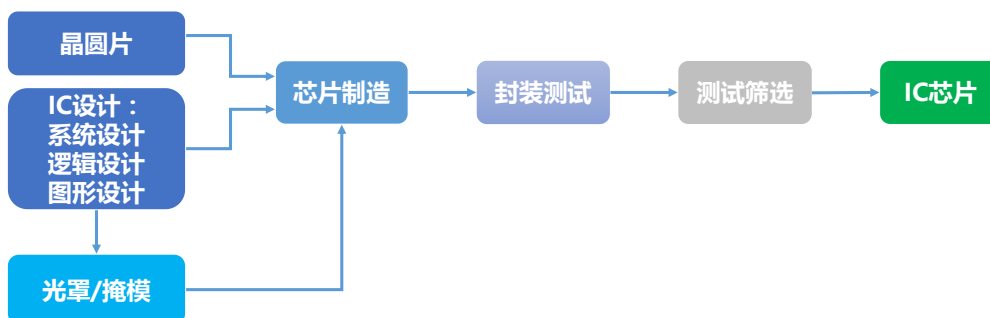 晶圆片
IC设计：
系统设计
逻辑设计
图形设计
光罩/掩模
芯片制造
封装测试
测试筛选
IC芯片